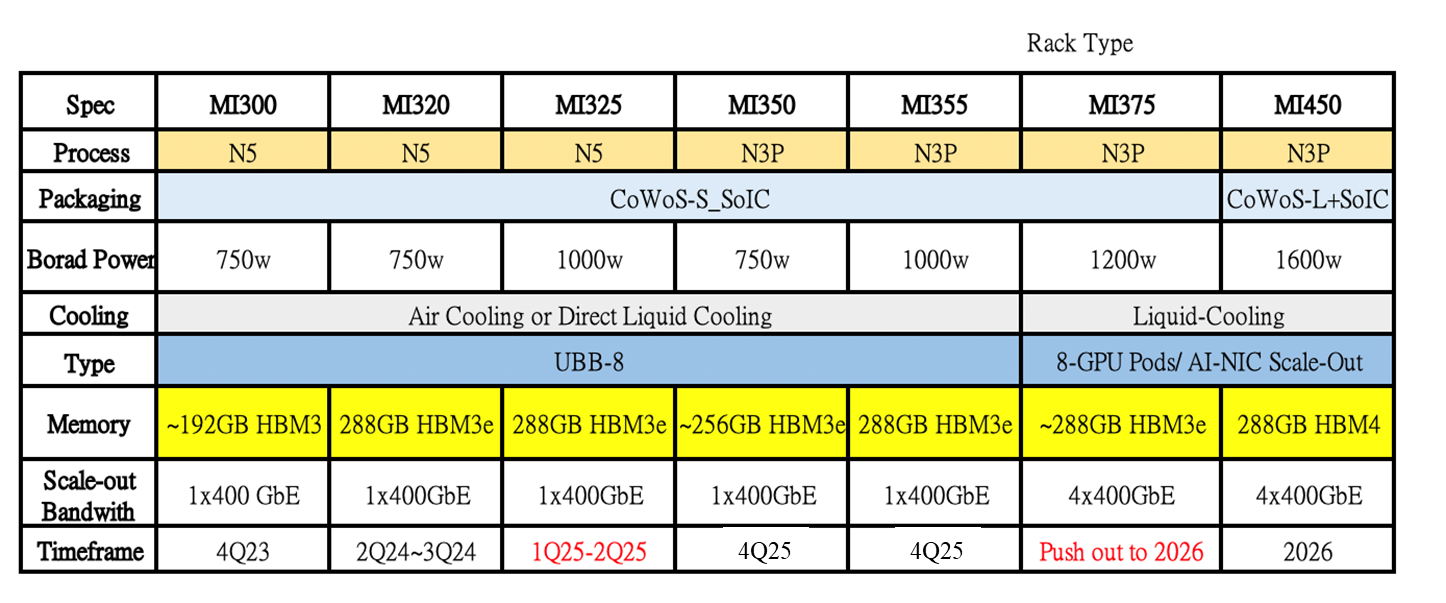 Rack Type
Spec MI300 MI320 MI325 MI350 MI355 MI375 MI450
Process N5 N5 N5 N3P N3P N3P N3P
Packaging CoWoS-S_SoIC CoWoS-L+SoIC
Borad Power 750w 750w 1000w 750w 1000w 1200w 1600w
Cooling Air Cooling or Direct Liquid Cooling Liquid-Cooling
Type UBB-8 8-GPU Pods/ AI-NIC Scale-Out
Memory ~192GB HBM3 288GB HBM3e 288GB HBM3e ~256GB HBM3e 288GB HBM3e ~288GB HBM3e 288GB HBM4
Scale-out
Bandwith 1x400 GbE 1x400GbE 1x400GbE 1x400GbE 1x400GbE 4x400GbE 4x400GbE
Timeframe 4Q23 2Q24~3Q24 1Q25-2Q25 4Q25 4Q25 Push out to 2026 2026